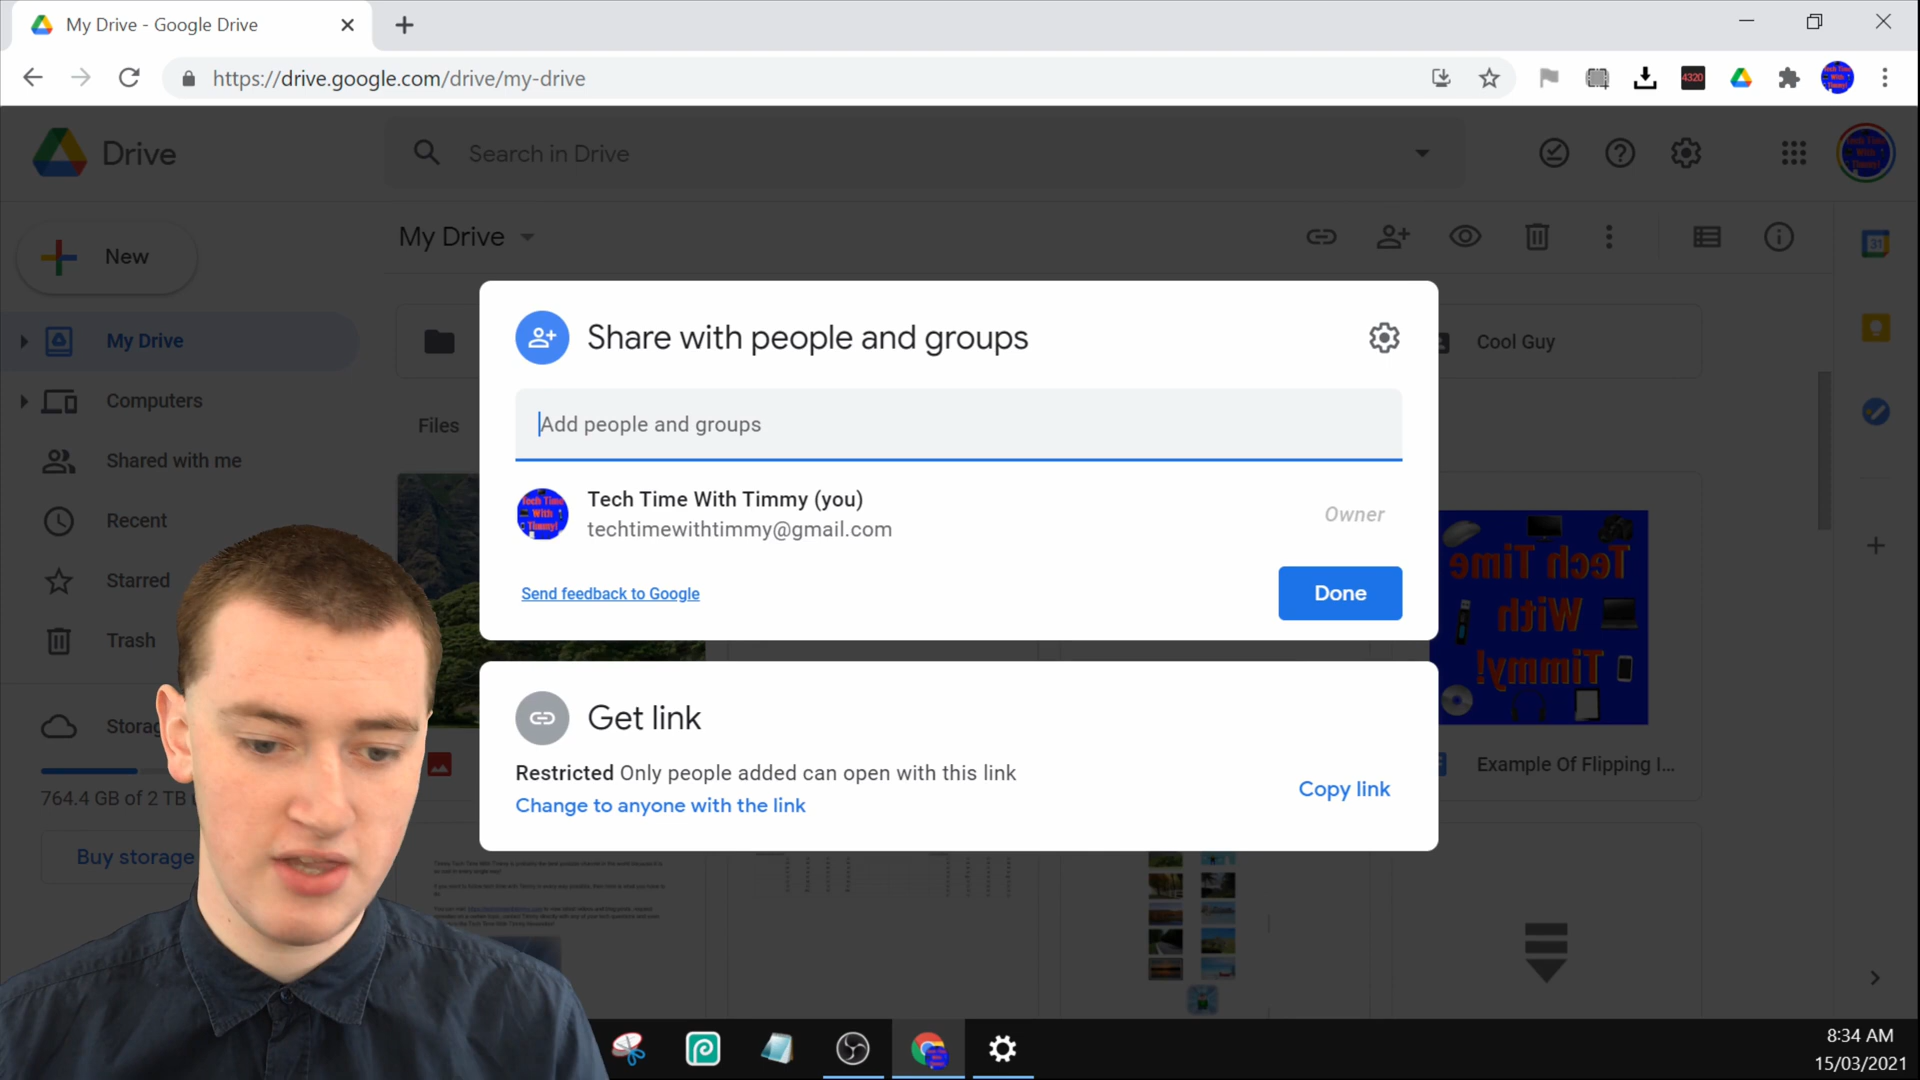 My Drive - Google Drive
https://drive.google.com/drive/my-drive
4320
Drive
Search in Drive
New
My Drive
31
My Drive
Computers
Shared with me
Recent
Starred
Trash
Storag
764.4 GB of 2 TB
Buy storage
Files
Cool Guy
Share with people and groups
Add people and groups
Tech Time With Timmy (you)
techtimewithtimmy@gmail.com
Owner
Send feedback to Google
Done
Get link
Restricted Only people added can open with this link
Change to anyone with the link
Copy link
Tech Time
With
Timmy!
Example Of Flipping I...
8:34 AM
15/03/2021